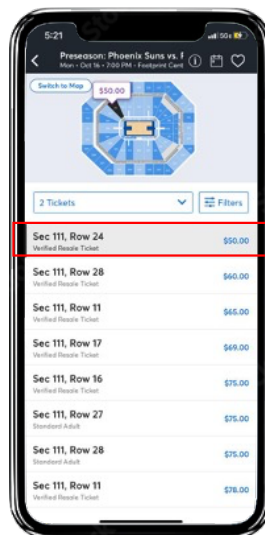 5:21
Preseason: Phoenix Suns vs. F
Mon • Oct 16 • 7:00 PM • Footprint Cent
Switch to Map
$50.00
2 Tickets
Filters
Sec 111, Row 24
$50.00
Verified Resale Ticket
Sec 111, Row 28
$60.00
Verified Resale Ticket
Sec 111, Row 11
$65.00
Verified Resale Ticket
Sec 111, Row 17
$69.00
Verified Resale Ticket
Sec 111, Row 16
$75.00
Verified Resale Ticket
Sec 111, Row 27
$75.00
Standard Adult
Sec 111, Row 28
$75.00
Standard Adult
Sec 111, Row 11
$78.00
Verified Resale Ticket